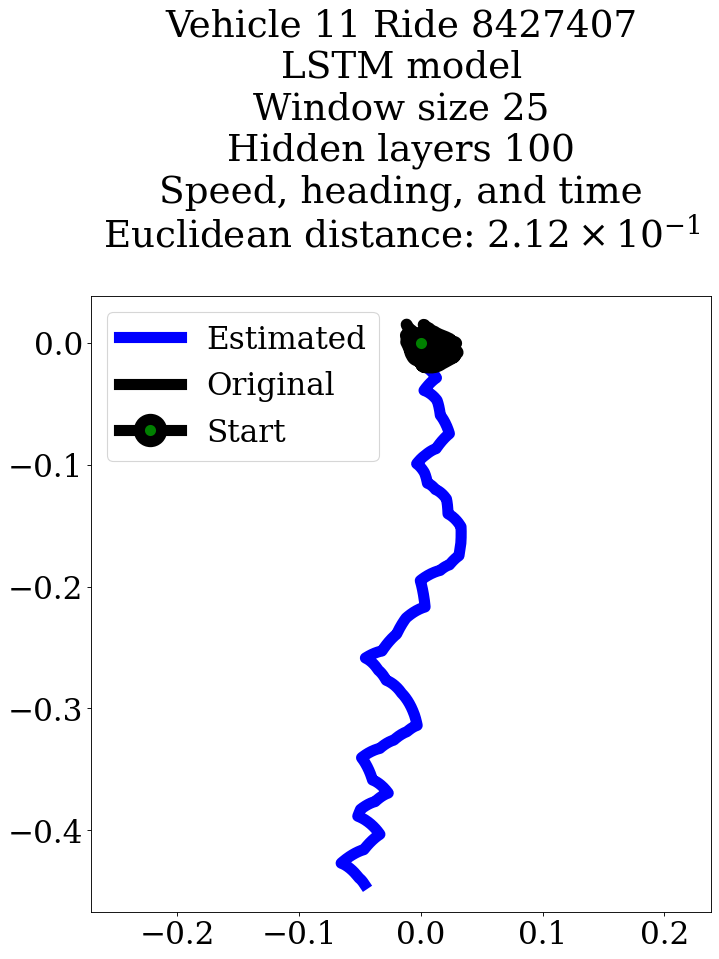 Vehicle 11 Ride 8427407
LSTM model
Window size 25
Hidden layers 100
Speed, heading, and time
Euclidean distance: 2.12 × 10⁻¹
Estimated
Original
Start
0.0
−0.1
−0.2
−0.3
−0.4
−0.2 −0.1 0.0 0.1 0.2